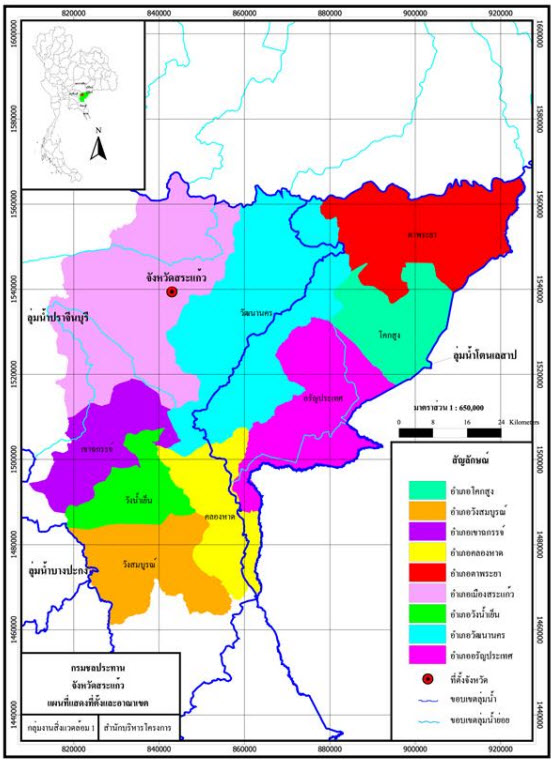 820000 840000 860000 880000 900000 920000
1600000 1600000
1580000 1580000
1560000 1560000
1540000 1540000
1520000 1520000
1500000 1500000
1480000 1480000
1460000 1460000
1440000 1440000
N
ตาพระยา
จังหวัดสระแก้ว
วัฒนานคร
ลุ่มน้ำปราจีนบุรี
โคกสูง
ลุ่มน้ำโตนเลสาป
อรัญประเทศ
มาตราส่วน 1 : 650,000
0 8 16 24 Kilometers
เขาฉกรรจ์
วังน้ำเย็น
คลองหาด
วังสมบูรณ์
ลุ่มน้ำบางปะกง
สัญลักษณ์
อำเภอโคกสูง
อำเภอวังสมบูรณ์
อำเภอเขาฉกรรจ์
อำเภอคลองหาด
อำเภอตาพระยา
อำเภอเมืองสระแก้ว
อำเภอวังน้ำเย็น
อำเภอวัฒนานคร
อำเภออรัญประเทศ
ที่ตั้งจังหวัด
ขอบเขตลุ่มน้ำ
ขอบเขตลุ่มน้ำย่อย
กรมชลประทาน
จังหวัดสระแก้ว
แผนที่แสดงที่ตั้งและอาณาเขต
กลุ่มงานสิ่งแวดล้อม 1 สำนักบริหารโครงการ
820000 840000 860000 880000 900000 920000